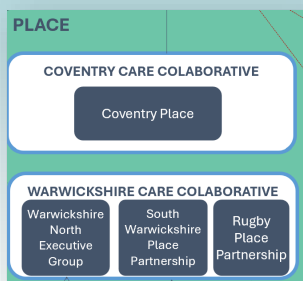 PLACE
COVENTRY CARE COLABORATIVE
Coventry Place
WARWICKSHIRE CARE COLABORATIVE
Warwickshire
North
Executive
Group
South
Warwickshire
Place
Partnership
Rugby
Place
Partnership